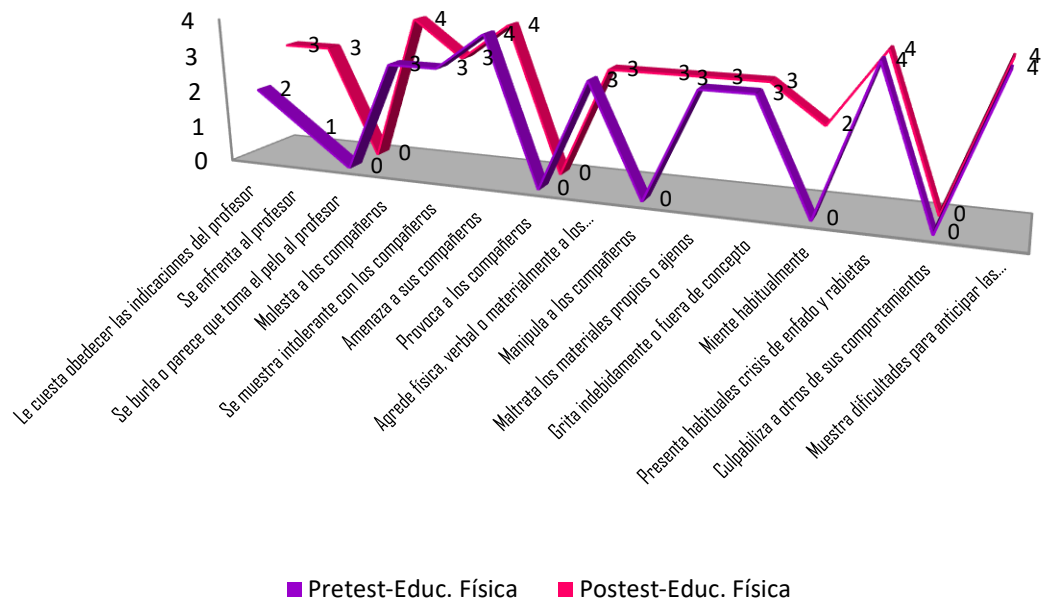 4
3
2
1
0
2
1
0
3
3
4
0
3
0
3
3
0
4
0
4
3
3
0
4
3
4
0
3
3
3
3
2
4
0
4
Le cuesta obedecer las indicaciones del profesor
Se enfrenta al profesor
Se burla o parece que toma el pelo al profesor
Molesta a los compañeros
Se muestra intolerante con los compañeros
Amenaza a sus compañeros
Provoca a los compañeros
Agrede física, verbal o materialmente a los...
Manipula a los compañeros
Maltrata los materiales propios o ajenos
Grita indebidamente o fuera de concepto
Miente habitualmente
Presenta habituales crisis de enfado y rabietas
Culpabiliza a otros de sus comportamientos
Muestra dificultades para anticipar las...
Pretest-Educ. Física
Postest-Educ. Física